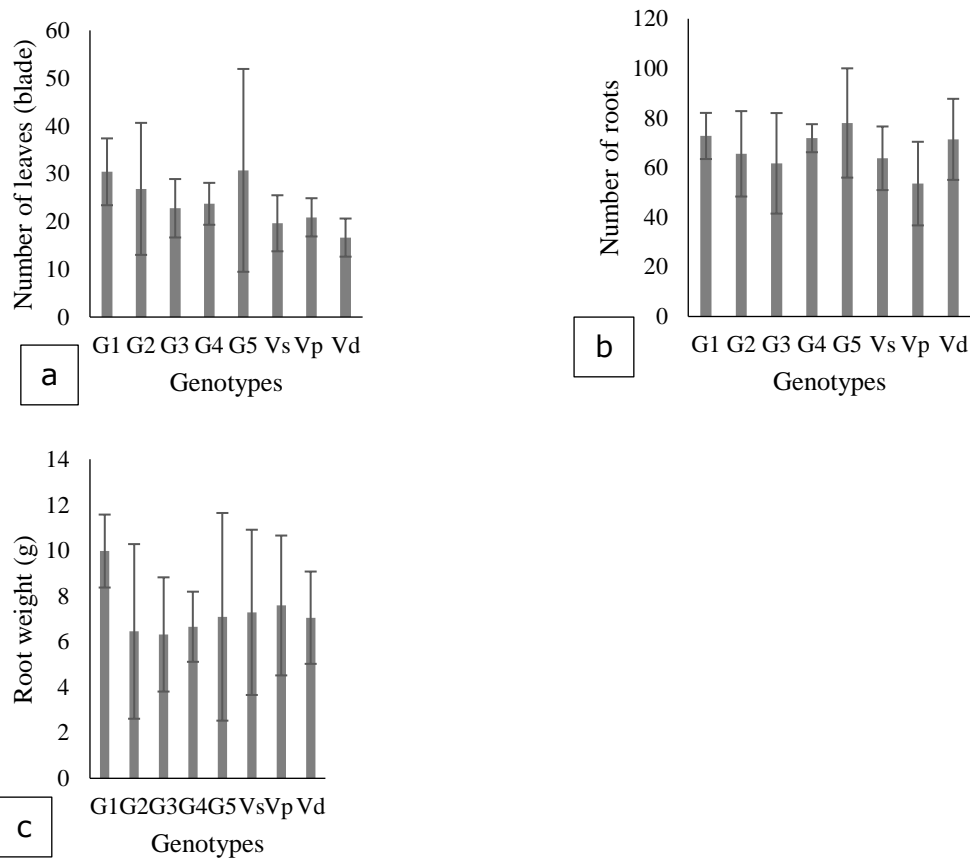 Number of leaves (blade)
60
50
40
30
20
10
0
G1 G2 G3 G4 G5 Vs Vp Vd
Genotypes
a
Number of roots
120
100
80
60
40
20
0
G1 G2 G3 G4 G5 Vs Vp Vd
Genotypes
b
Root weight (g)
14
12
10
8
6
4
2
0
G1G2G3G4G5VsVpVd
Genotypes
c